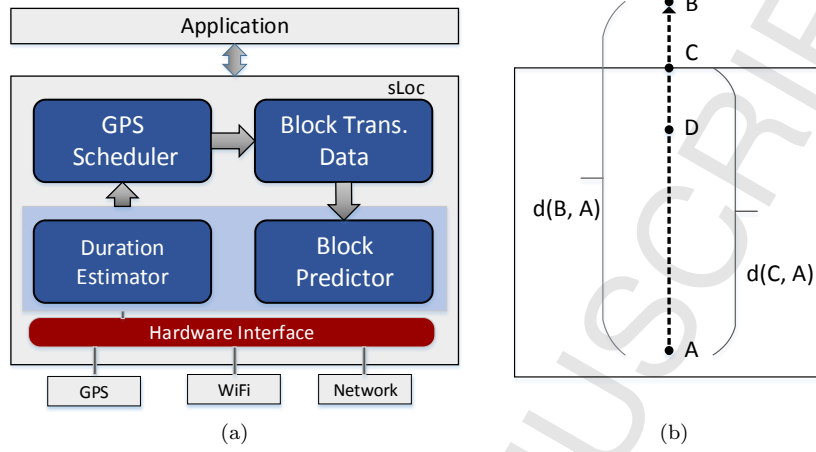 Application
sLoc
GPS
Scheduler
Block Trans.
Data
Duration
Estimator
Block
Predictor
Hardware Interface
GPS
WiFi
Network
(a)
B
C
D
d(B, A)
d(C, A)
A
(b)